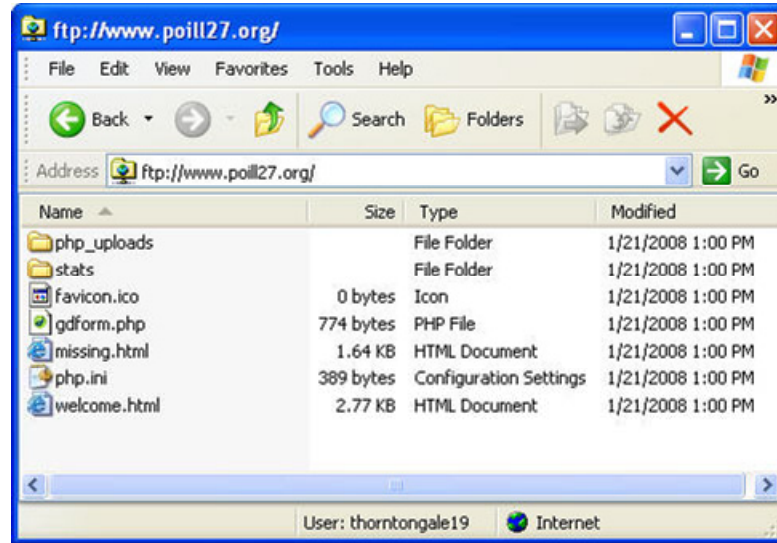 ftp://www.poill27.org/
File Edit View Favorites Tools Help
Back Search Folders »
Address ftp://www.poill27.org/ Go
Name Size Type Modified
php_uploads File Folder 1/21/2008 1:00 PM
stats File Folder 1/21/2008 1:00 PM
favicon.ico 0 bytes Icon 1/21/2008 1:00 PM
gdform.php 774 bytes PHP File 1/21/2008 1:00 PM
missing.html 1.64 KB HTML Document 1/21/2008 1:00 PM
php.ini 389 bytes Configuration Settings 1/21/2008 1:00 PM
welcome.html 2.77 KB HTML Document 1/21/2008 1:00 PM
User: thorntongale19 Internet